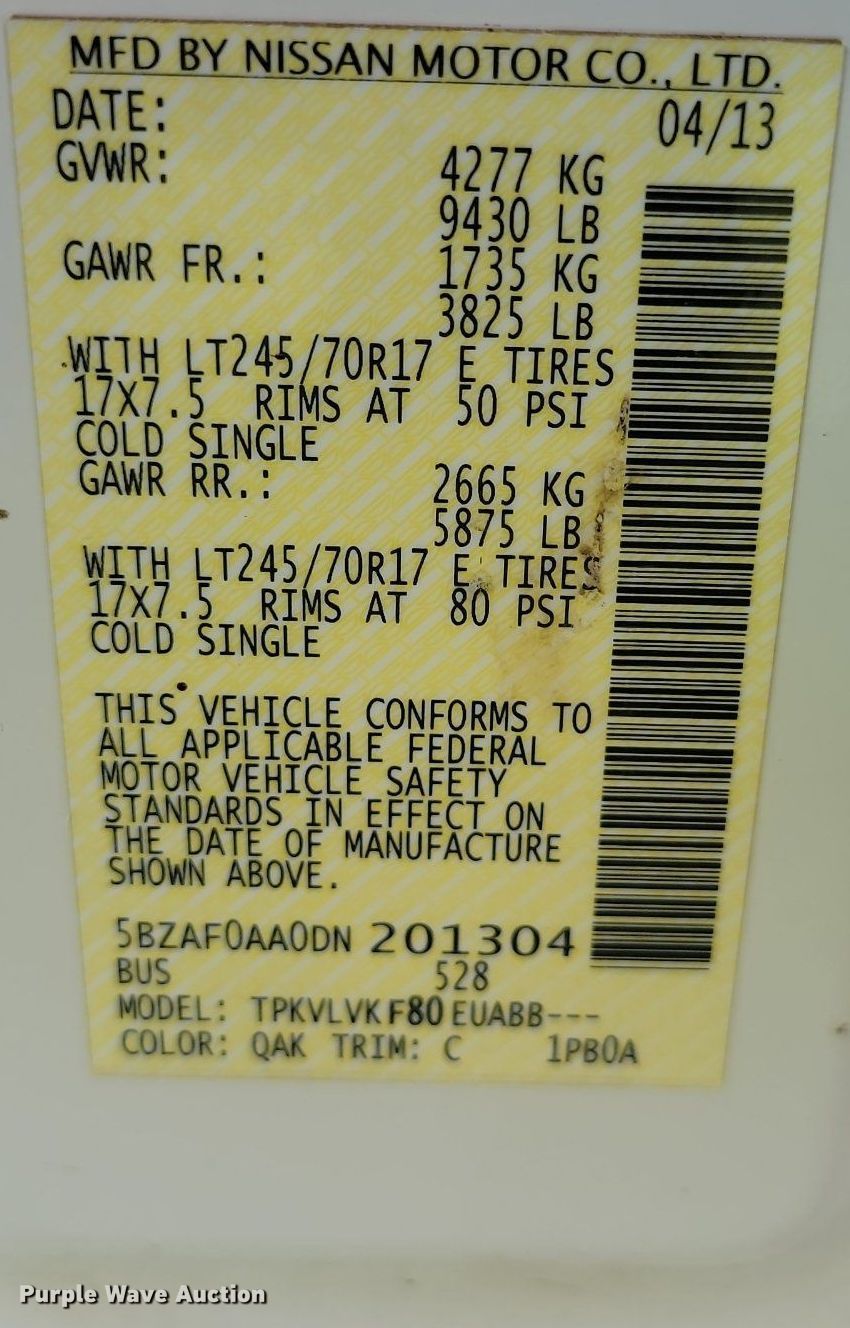 MFD BY NISSAN MOTOR CO., LTD.
DATE: 04/13
GVWR: 4277 KG
9430 LB
GAWR FR.: 1735 KG
3825 LB
WITH LT245/70R17 E TIRES
17X7.5 RIMS AT 50 PSI
COLD SINGLE
GAWR RR.: 2665 KG
5875 LB
WITH LT245/70R17 E TIRES
17X7.5 RIMS AT 80 PSI
COLD SINGLE
THIS VEHICLE CONFORMS TO
ALL APPLICABLE FEDERAL
MOTOR VEHICLE SAFETY
STANDARDS IN EFFECT ON
THE DATE OF MANUFACTURE
SHOWN ABOVE.
5BZAF0AA0DN 201304
BUS 528
MODEL: TPKVLVKF80EUABB---
COLOR: QAK TRIM: C 1PB0A
Purple Wave Auction